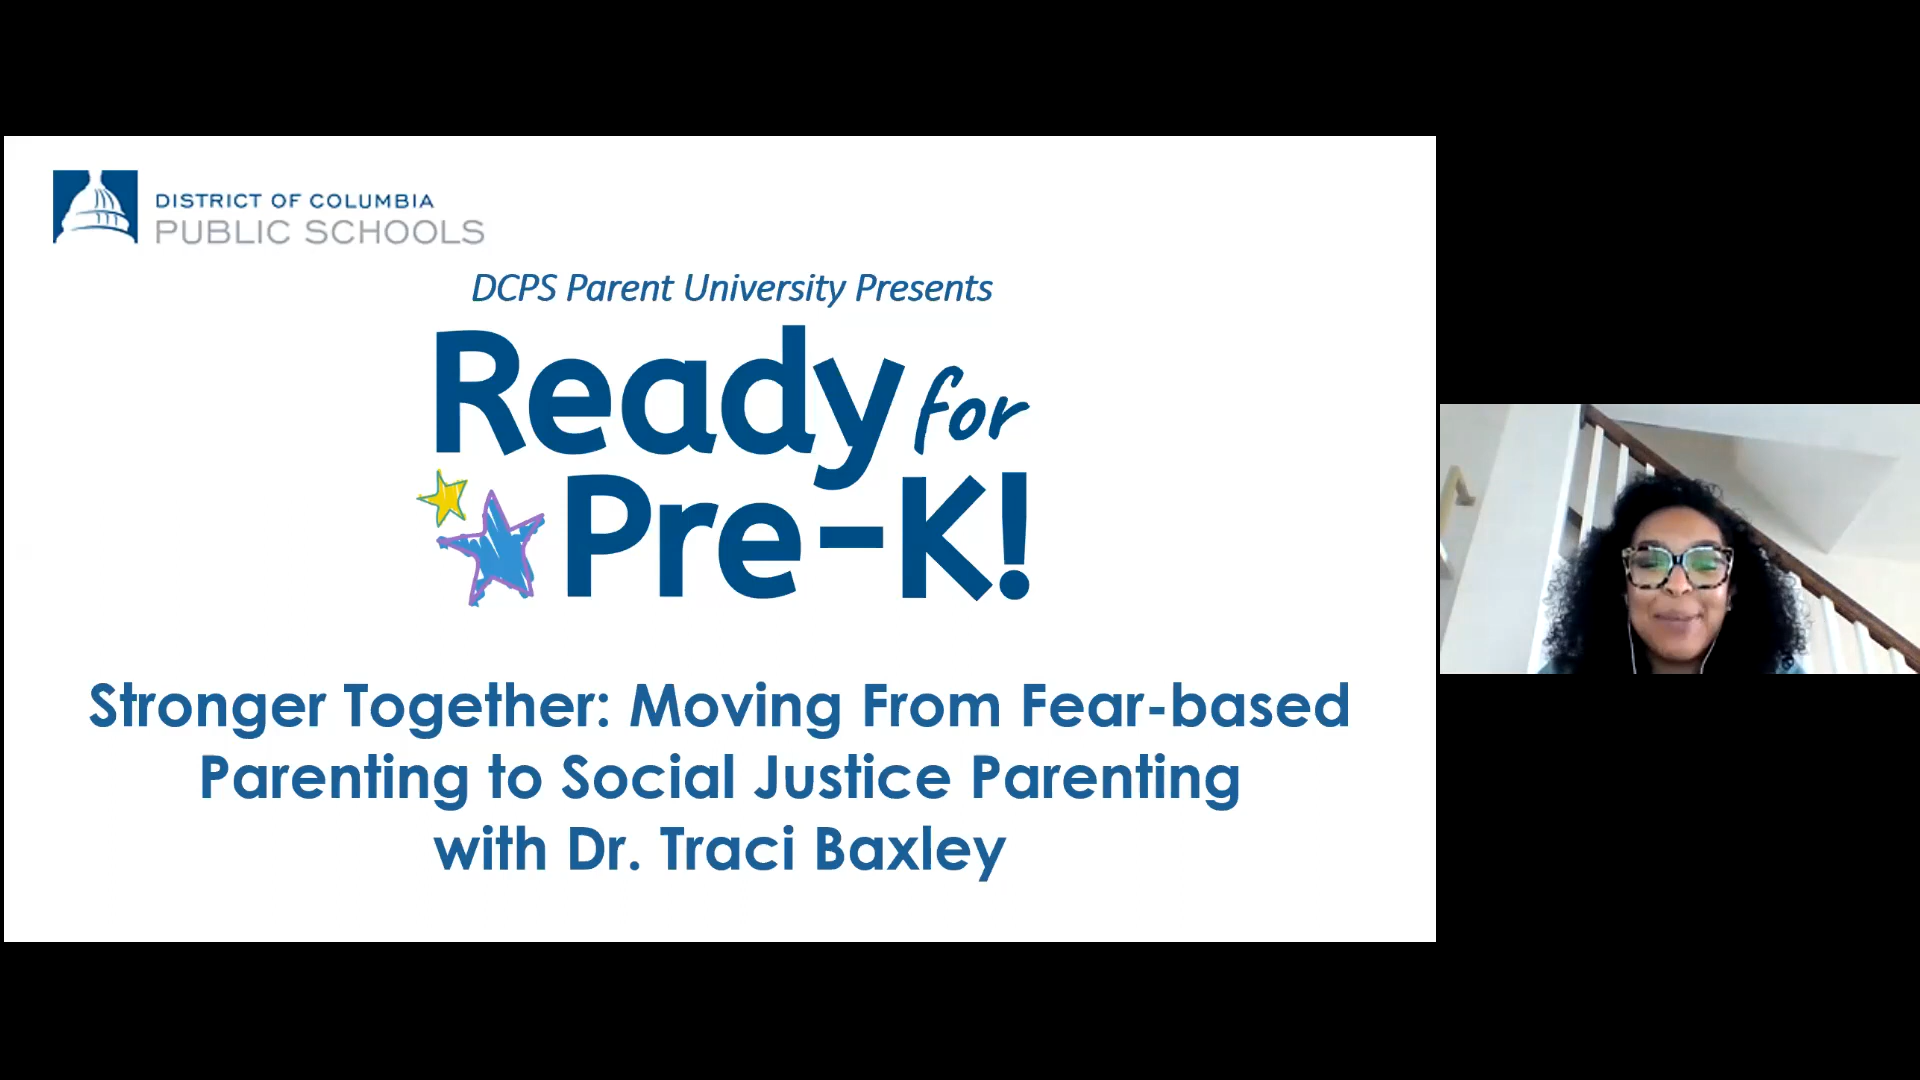 DISTRICT OF COLUMBIA
PUBLIC SCHOOLS
DCPS Parent University Presents
Ready for
Pre-K!
Stronger Together: Moving From Fear-based
Parenting to Social Justice Parenting
with Dr. Traci Baxley